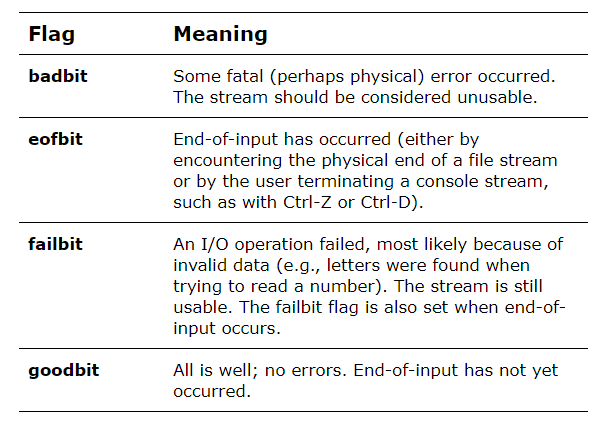 Flag Meaning
badbit Some fatal (perhaps physical) error occurred.
The stream should be considered unusable.
eofbit End-of-input has occurred (either by
encountering the physical end of a file stream
or by the user terminating a console stream,
such as with Ctrl-Z or Ctrl-D).
failbit An I/O operation failed, most likely because of
invalid data (e.g., letters were found when
trying to read a number). The stream is still
usable. The failbit flag is also set when end-of-
input occurs.
goodbit All is well; no errors. End-of-input has not yet
occurred.